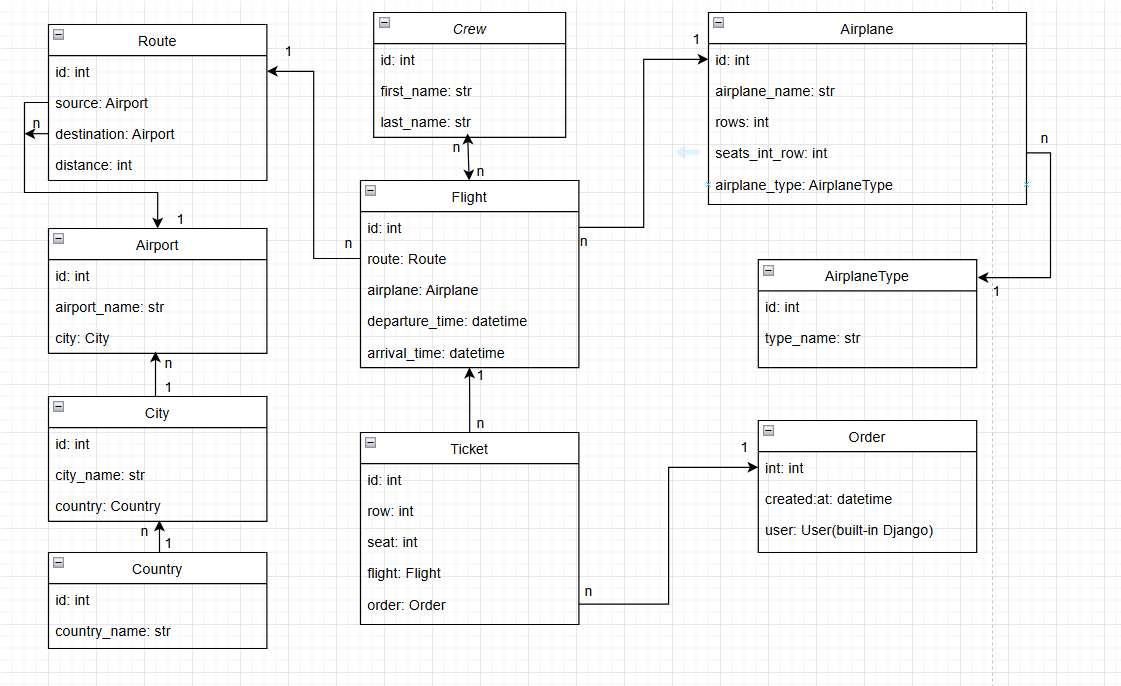 Route
id: int
source: Airport
destination: Airport
distance: int
n
1
Crew
id: int
first_name: str
last_name: str
n
n
Airplane
id: int
airplane_name: str
rows: int
seats_int_row: int
airplane_type: AirplaneType
1
n
Flight
id: int
route: Route
airplane: Airplane
departure_time: datetime
arrival_time: datetime
n
n
1
Airport
id: int
airport_name: str
city: City
1
n
1
AirplaneType
id: int
type_name: str
1
City
id: int
city_name: str
country: Country
n
1
Country
id: int
country_name: str
Ticket
id: int
row: int
seat: int
flight: Flight
order: Order
n
n
Order
int: int
created:at: datetime
user: User(built-in Django)
1